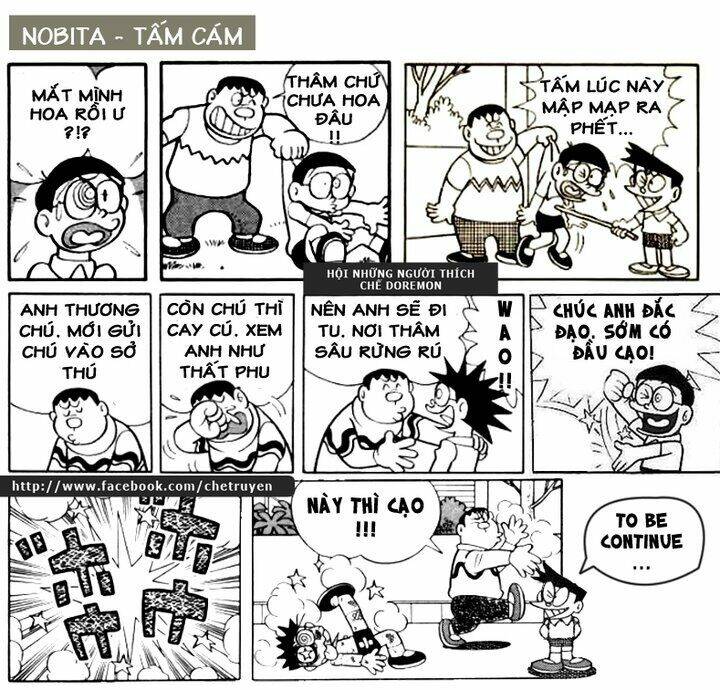 NOBITA - TẤM CÁM
MẮT MÌNH
HOA RỒI Ư
?!?
THÂM CHỨ
CHƯA HOA
ĐÂU
!!
TẤM LÚC NÀY
MẬP MẠP RA
PHẾT...
HỘI NHỮNG NGƯỜI THÍCH
CHẾ DOREMON
ANH THƯƠNG
CHÚ, MỚI GỬI
CHÚ VÀO SỞ
THÚ
CÒN CHÚ THÌ
CAY CÚ, XEM
ANH NHƯ
THẤT PHU
NÊN ANH SẼ ĐI
TU, NƠI THÂM
SÂU RỪNG RÚ
WAO!!
CHÚC ANH ĐẮC
ĐẠO, SỚM CÓ
ĐẦU CẠO!
http://www.facebook.com/chetruyen
NÀY THÌ CẠO
!!!
TO BE
CONTINUE
...